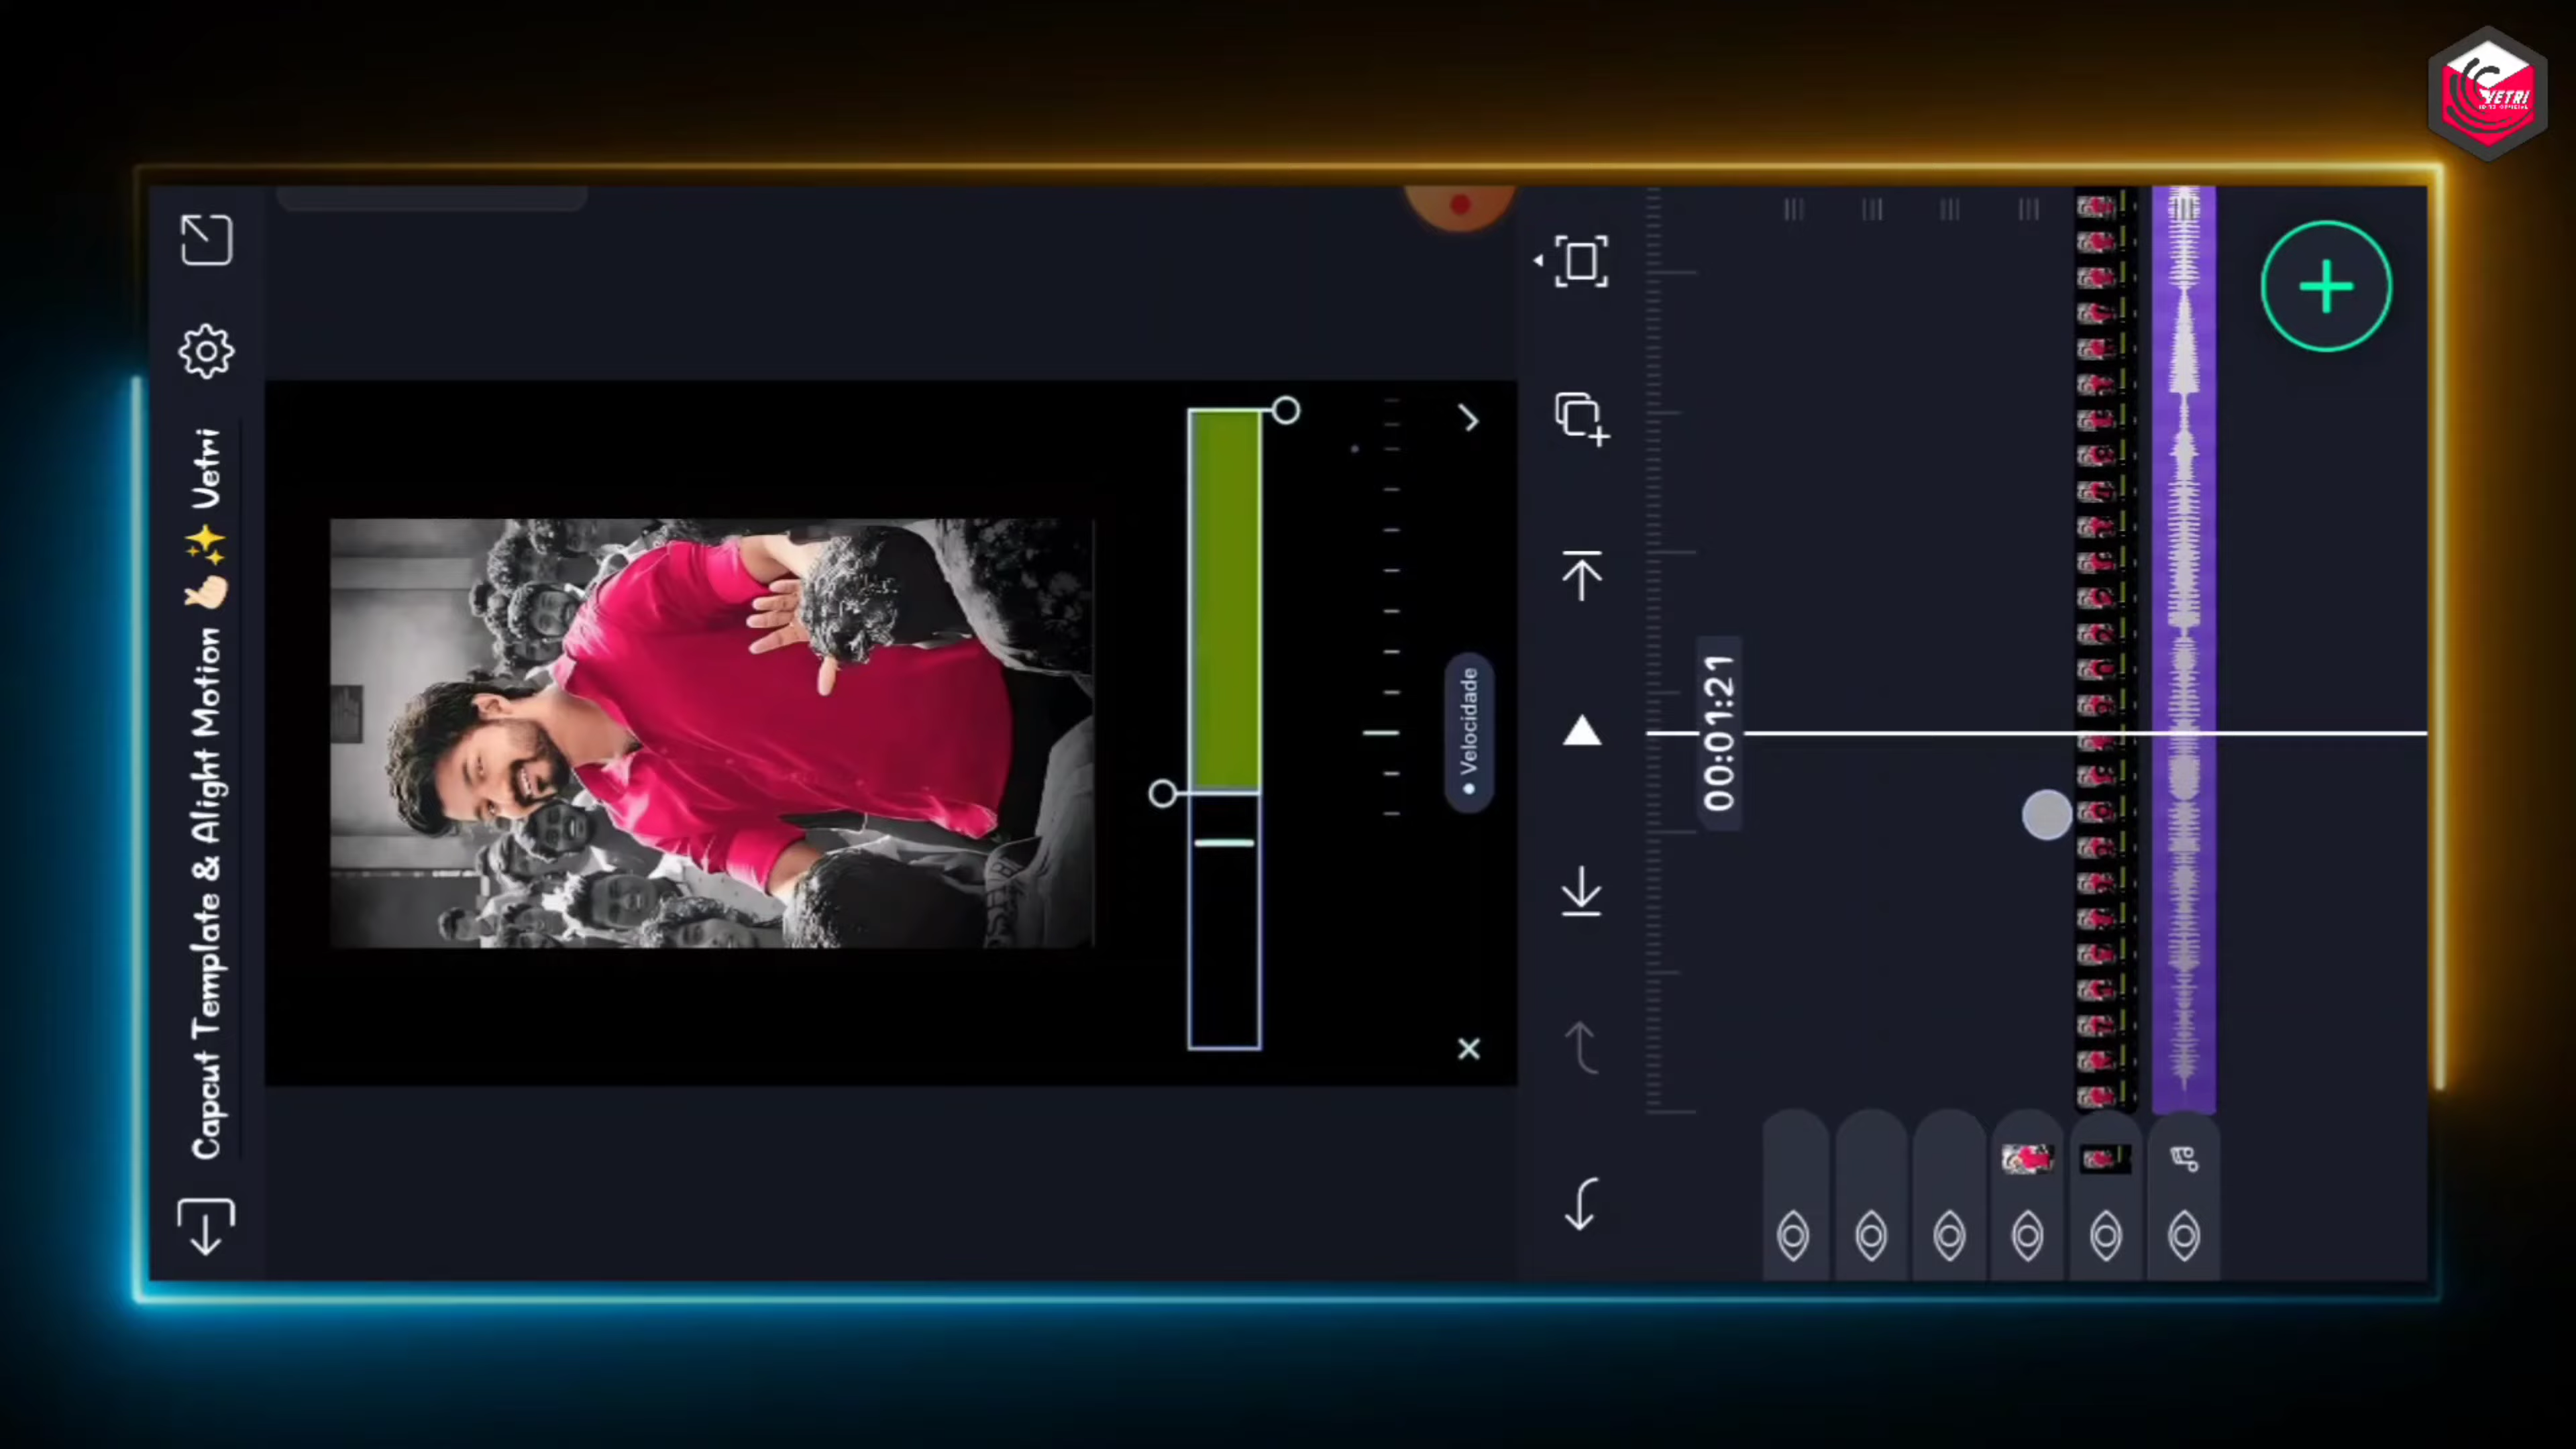 VETRI
Capcut Template & Alight Motion 🫰🏻✨ Vetri
Velocidade
00:01:21